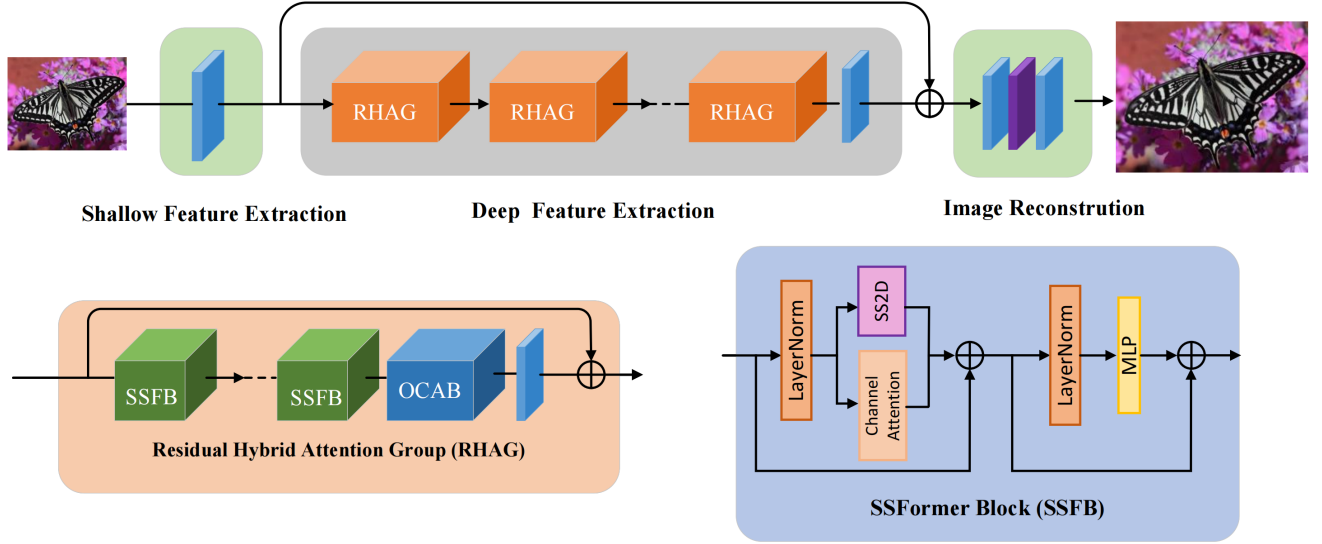 RHAG
RHAG
RHAG
Shallow Feature Extraction
Deep Feature Extraction
Image Reconstrution
SSFB
SSFB
OCAB
Residual Hybrid Attention Group (RHAG)
LayerNorm
SS2D
Channel
Attention
LayerNorm
MLP
SSFormer Block (SSFB)